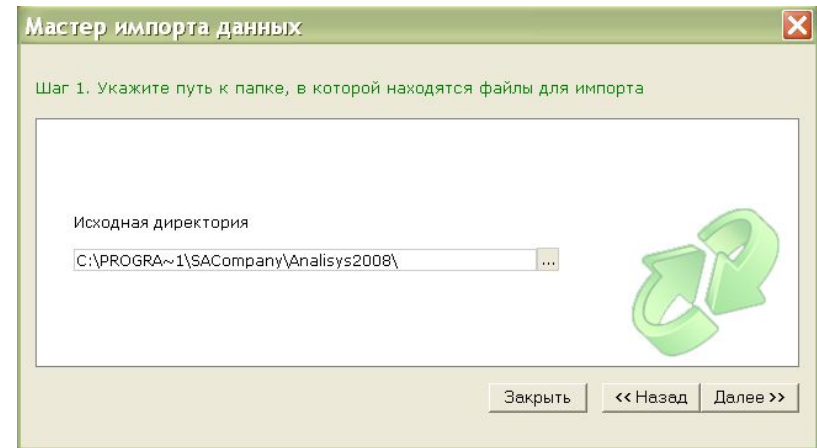 Мастер импорта данных
Шаг 1. Укажите путь к папке, в которой находятся файлы для импорта
Исходная директория
C:\PROGRA~1\SACompany\Analisys2008\ ...
Закрыть << Назад Далее >>